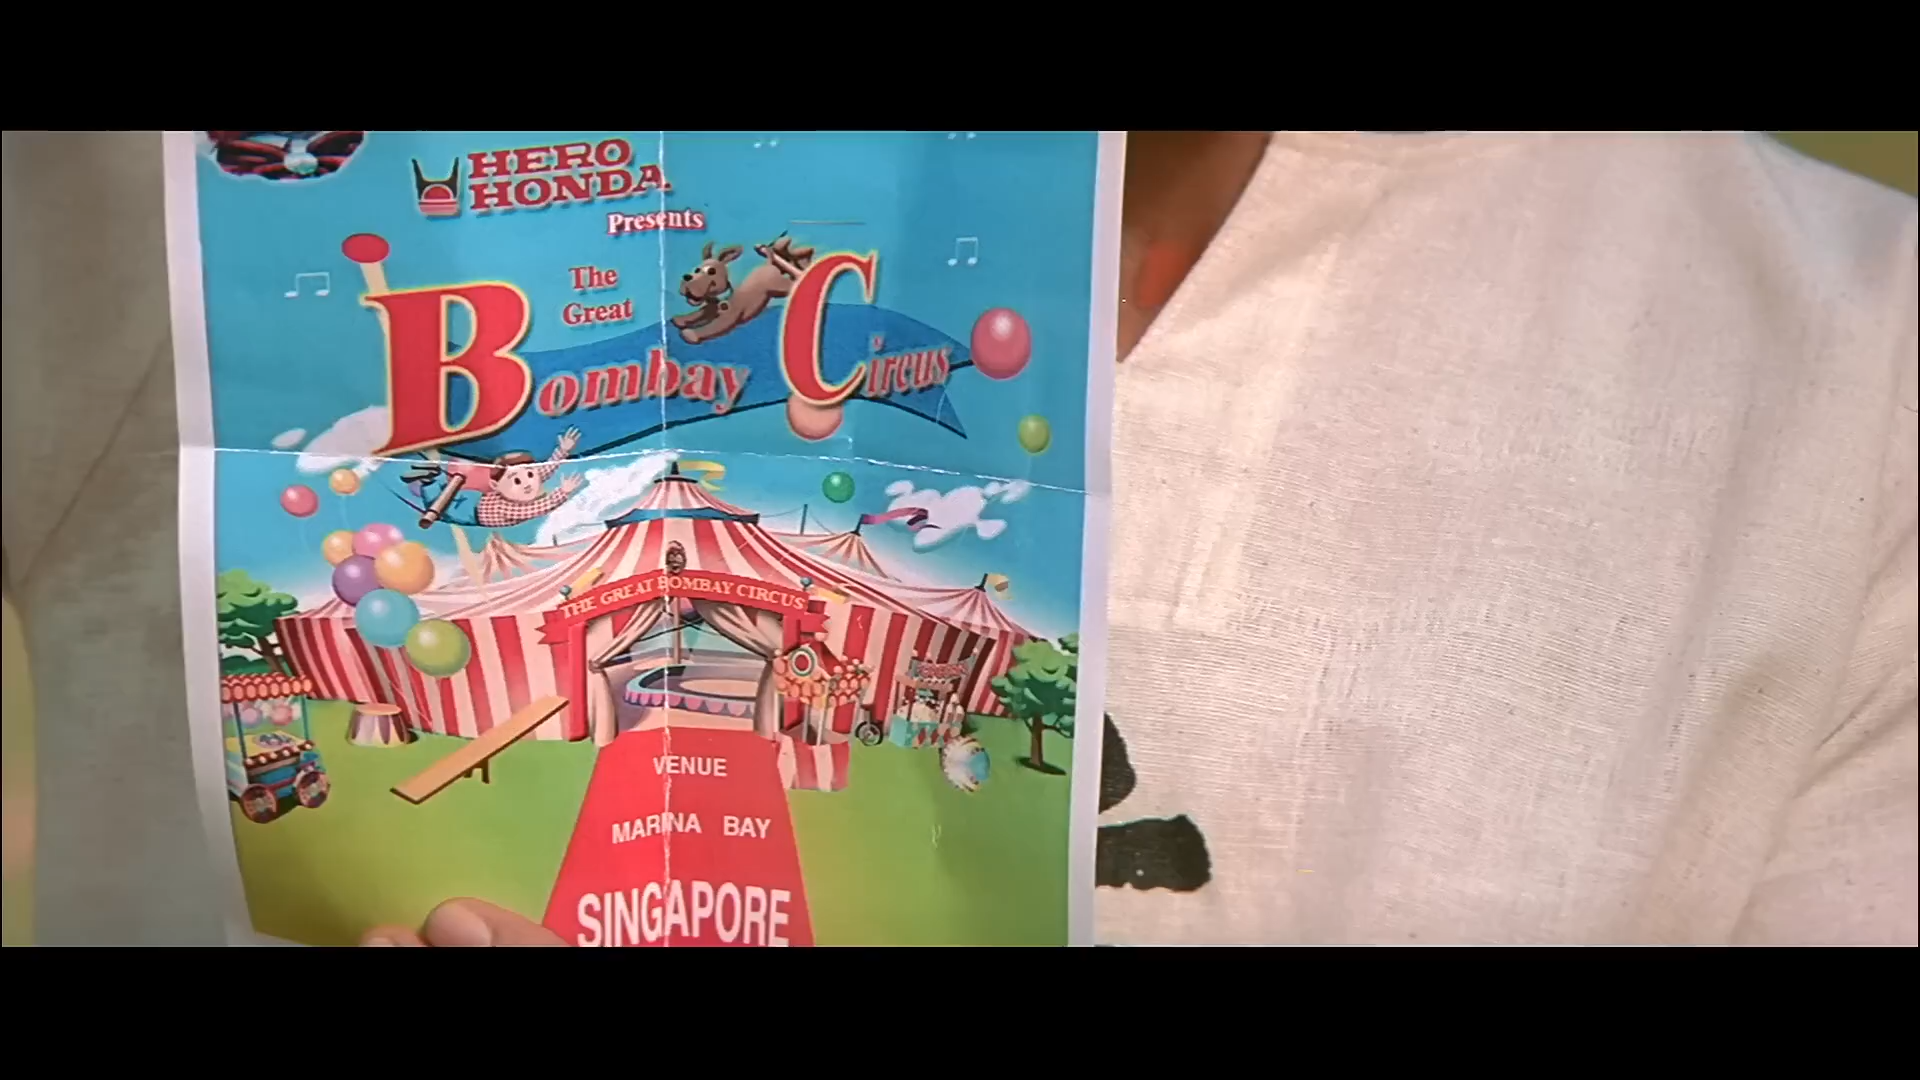 HERO
HONDA
Presents
The
Great
Bombay Circus
THE GREAT BOMBAY CIRCUS
VENUE
MARINA BAY
SINGAPORE